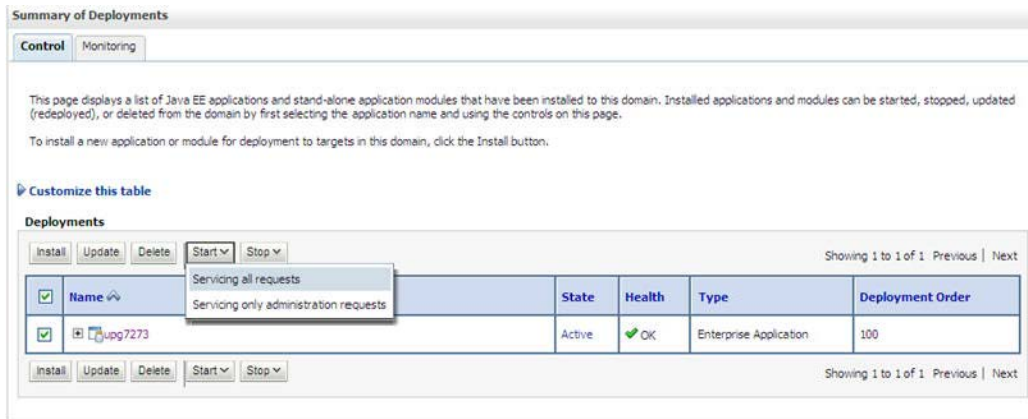 Summary of Deployments
Control Monitoring
This page displays a list of Java EE applications and stand-alone application modules that have been installed to this domain. Installed applications and modules can be started, stopped, updated
(redeployed), or deleted from the domain by first selecting the application name and using the controls on this page.
To install a new application or module for deployment to targets in this domain, click the Install button.
Customize this table
Deployments
Install Update Delete Start Stop Showing 1 to 1 of 1 Previous | Next
Servicing all requests
Servicing only administration requests
Name State Health Type Deployment Order
upg7273 Active OK Enterprise Application 100
Install Update Delete Start Stop Showing 1 to 1 of 1 Previous | Next